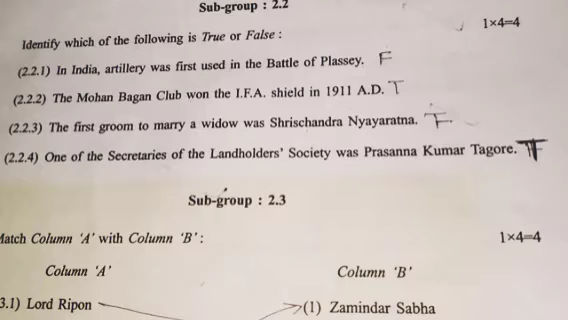 Sub-group : 2.2
1×4=4
Identify which of the following is True or False :
(2.2.1) In India, artillery was first used in the Battle of Plassey. F
(2.2.2) The Mohan Bagan Club won the I.F.A. shield in 1911 A.D. T
(2.2.3) The first groom to marry a widow was Shrischandra Nyayaratna. F
(2.2.4) One of the Secretaries of the Landholders' Society was Prasanna Kumar Tagore.
Sub-group : 2.3
Match Column 'A' with Column 'B' : 1×4=4
Column 'A' Column 'B'
3.1) Lord Ripon (1) Zamindar Sabha